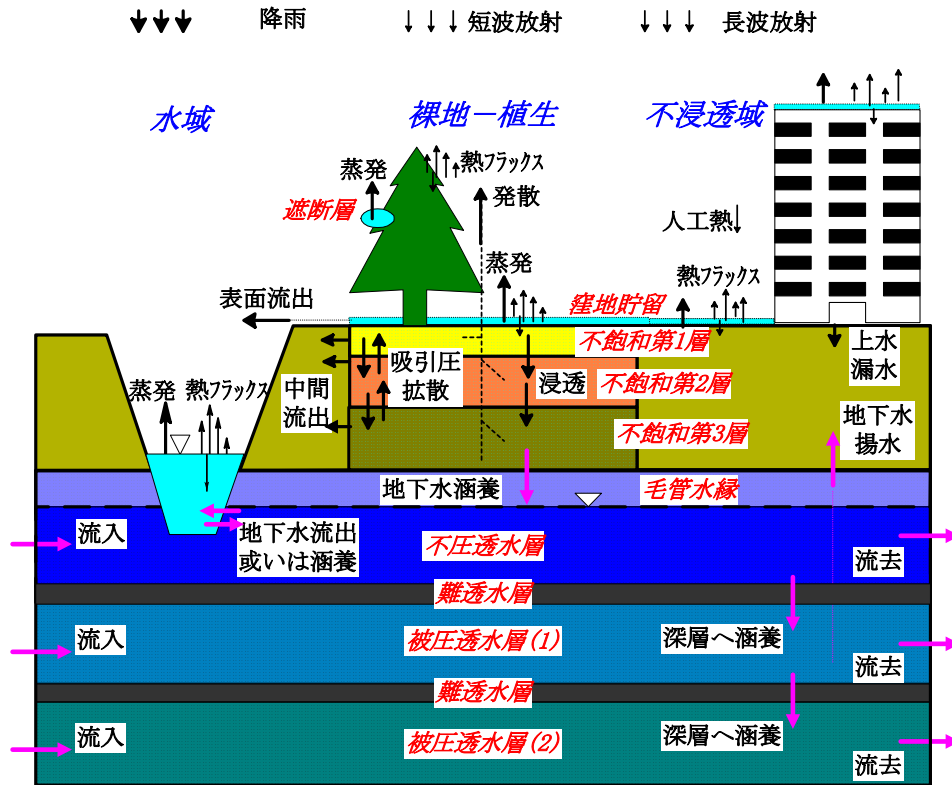 降雨
短波放射
長波放射
水域
裸地－植生
不浸透域
蒸発
熱フラックス
遮断層
発散
人工熱
蒸発
熱フラックス
表面流出
窪地貯留
不飽和第1層
上水
漏水
吸引圧
拡散
浸透
不飽和第2層
蒸発
熱フラックス
中間
流出
不飽和第3層
地下水
揚水
地下水涵養
毛管水縁
流入
地下水流出
或いは涵養
不圧透水層
流去
難透水層
流入
被圧透水層(1)
深層へ涵養
流去
難透水層
流入
被圧透水層(2)
深層へ涵養
流去